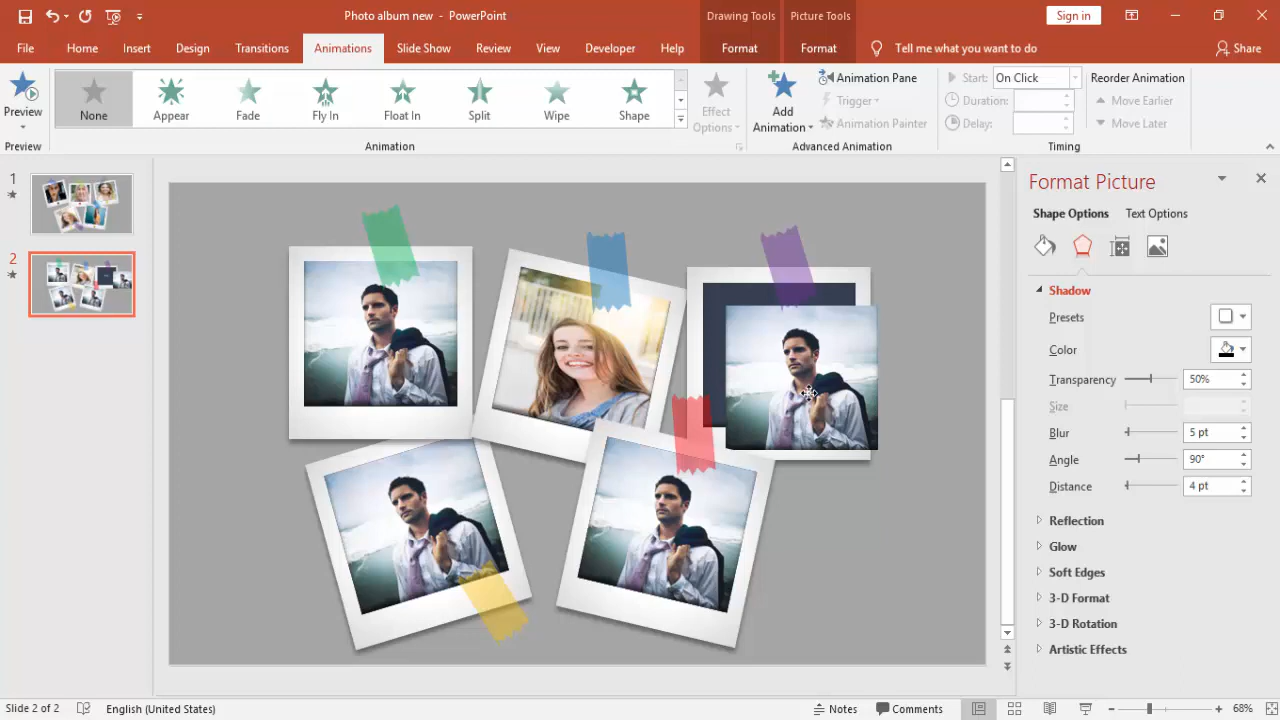 Photo album new - PowerPoint
Drawing Tools
Picture Tools
Sign in
File
Home
Insert
Design
Transitions
Animations
Slide Show
Review
View
Developer
Help
Format
Format
Tell me what you want to do
Share
Preview
None
Appear
Fade
Fly In
Float In
Split
Wipe
Shape
Effect
Options
Add
Animation
Animation Pane
Trigger
Animation Painter
Start: On Click
Duration:
Delay:
Reorder Animation
Move Earlier
Move Later
Preview
Animation
Advanced Animation
Timing
1
2
Format Picture
Shape Options
Text Options
Shadow
Presets
Color
Transparency 50%
Size
Blur 5 pt
Angle 90°
Distance 4 pt
Reflection
Glow
Soft Edges
3-D Format
3-D Rotation
Artistic Effects
Slide 2 of 2
English (United States)
Notes
Comments
68%